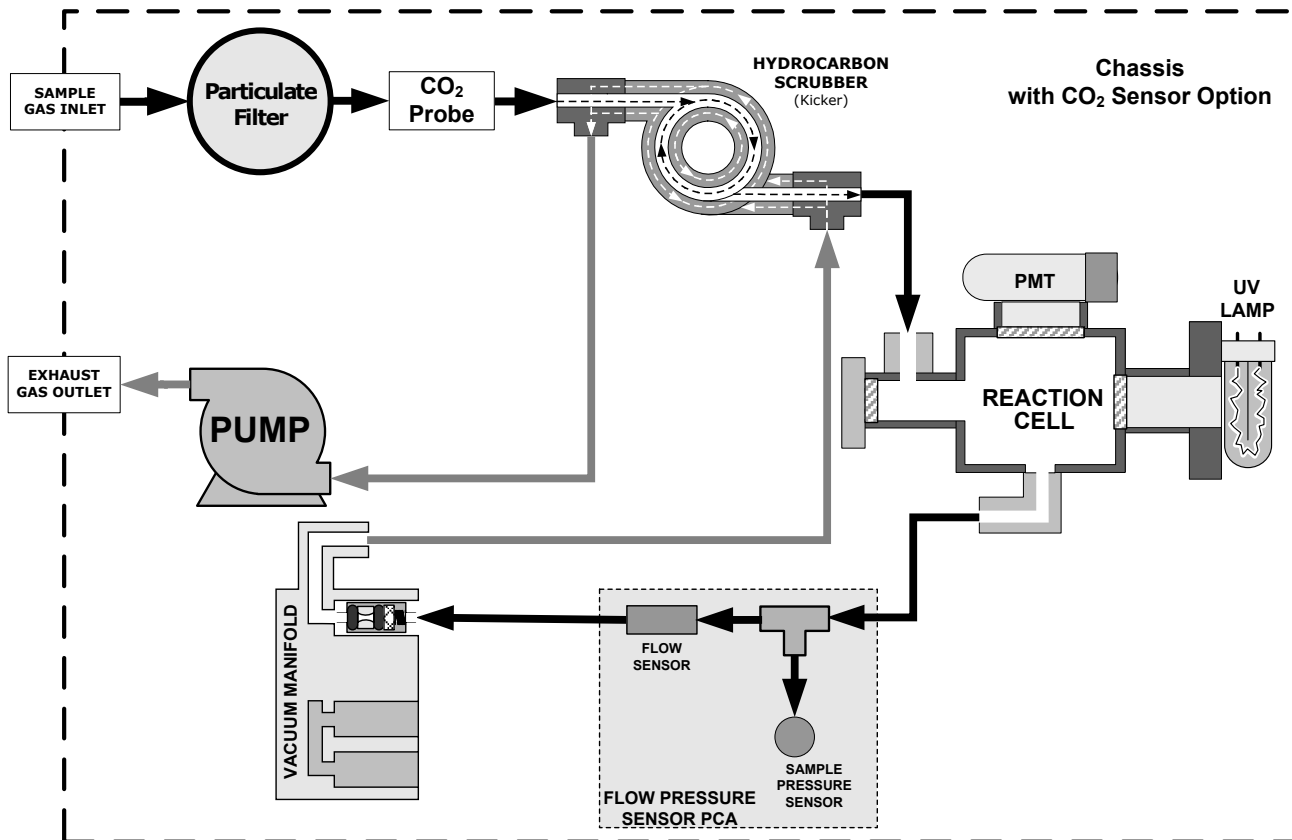 SAMPLE
GAS INLET
Particulate
Filter
CO₂
Probe
HYDROCARBON
SCRUBBER
(Kicker)
Chassis
with CO₂ Sensor Option
PMT
UV
LAMP
EXHAUST
GAS OUTLET
PUMP
REACTION
CELL
VACUUM MANIFOLD
FLOW
SENSOR
SAMPLE
PRESSURE
SENSOR
FLOW PRESSURE
SENSOR PCA